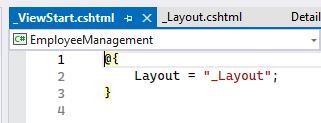 _ViewStart.cshtml _Layout.cshtml Detail
C# EmployeeManagement
1 @{
2 Layout = "_Layout";
3 }
4